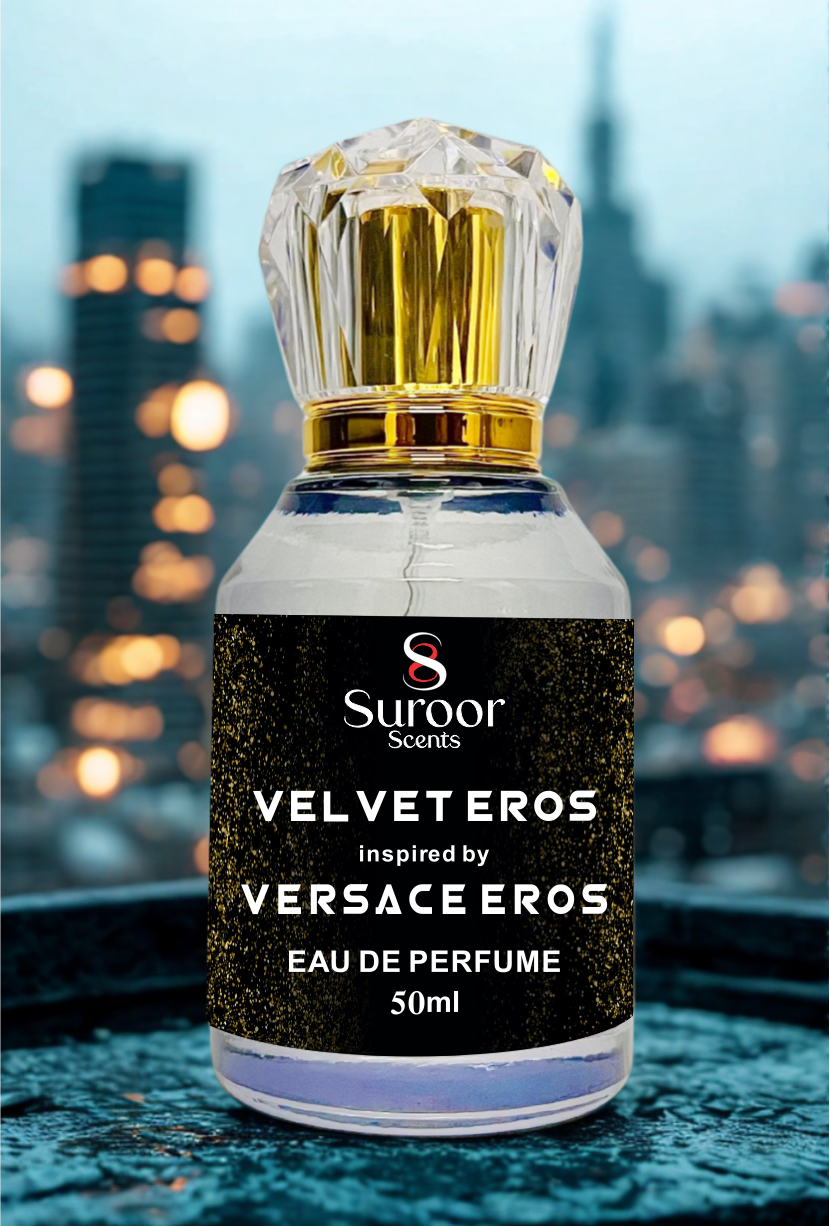 Suroor
Scents
VELVET EROS
inspired by
VERSACE EROS
EAU DE PERFUME
50ml